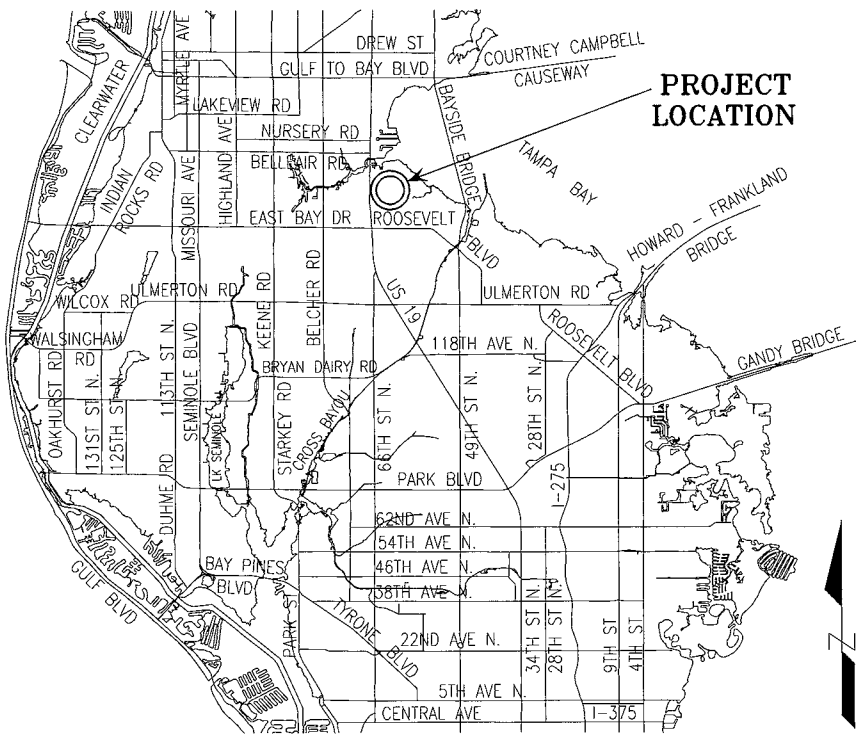 DREW ST
COURTNEY CAMPBELL
CAUSEWAY
GULF TO BAY BLVD
PROJECT
LOCATION
MYRTLE AVE
CLEARWATER
LAKEVIEW RD
HIGHLAND AVE
NURSERY RD
BELLEAIR RD
BAYSIDE BRIDGE
TAMPA BAY
INDIAN
ROCKS RD
MISSOURI AVE
EAST BAY DR
ROOSEVELT
BLVD
HOWARD - FRANKLAND
BRIDGE
WILCOX RD
ULMERTON RD
KEENE RD
BELCHER RD
US 19
ULMERTON RD
WALSINGHAM
RD
OAKHURST RD
131ST ST N.
125TH ST N.
113TH ST N.
SEMINOLE BLVD
BRYAN DAIRY RD
118TH AVE N.
ROOSEVELT BLVD
GANDY BRIDGE
LK SEMINOLE
STARKEY RD
CROSS BAYOU
66TH ST N.
49TH ST N.
28TH ST N.
DUHME RD
PARK BLVD
I-275
62ND AVE N.
54TH AVE N.
46TH AVE N.
38TH AVE N.
BAY PINES
BLVD
GULF BLVD
PARK ST
TYRONE BLVD
22ND AVE N.
34TH ST N.
28TH ST N.
9TH ST
4TH ST.
5TH AVE N.
CENTRAL AVE
I-375
N